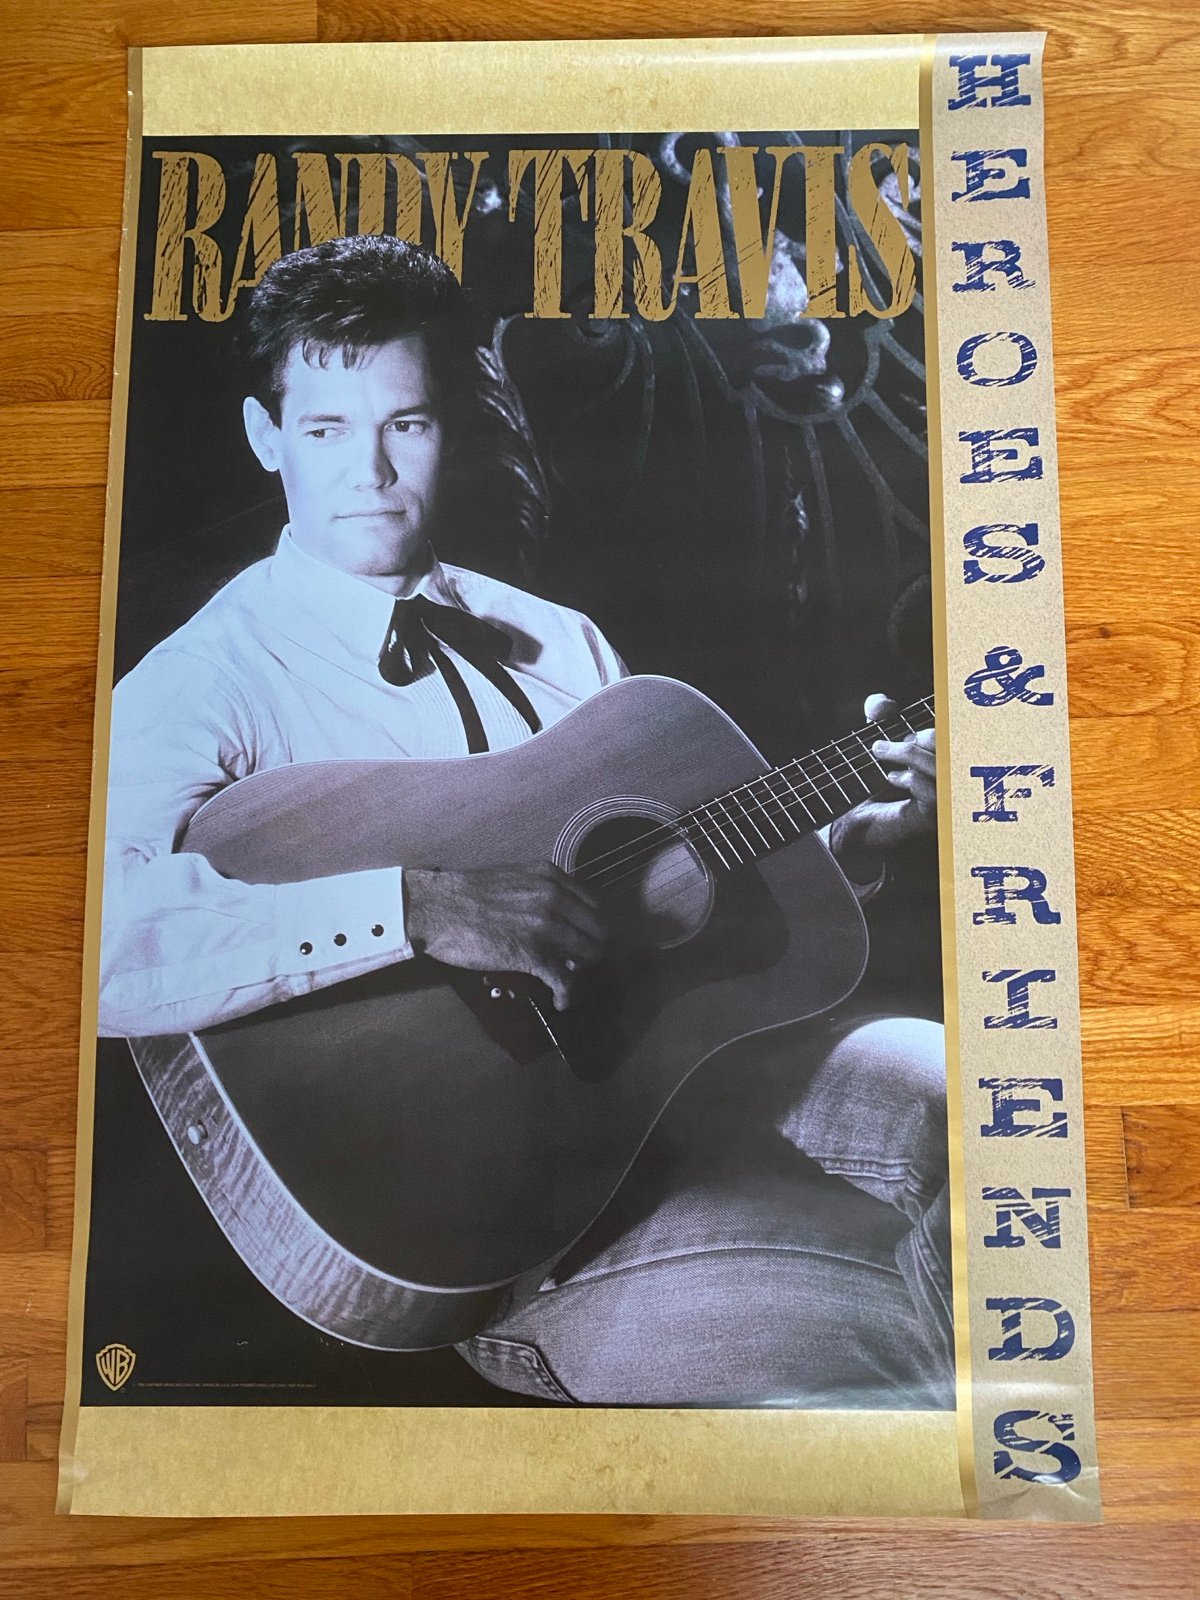 RANDY TRAVIS
HEROES & FRIENDS
WB